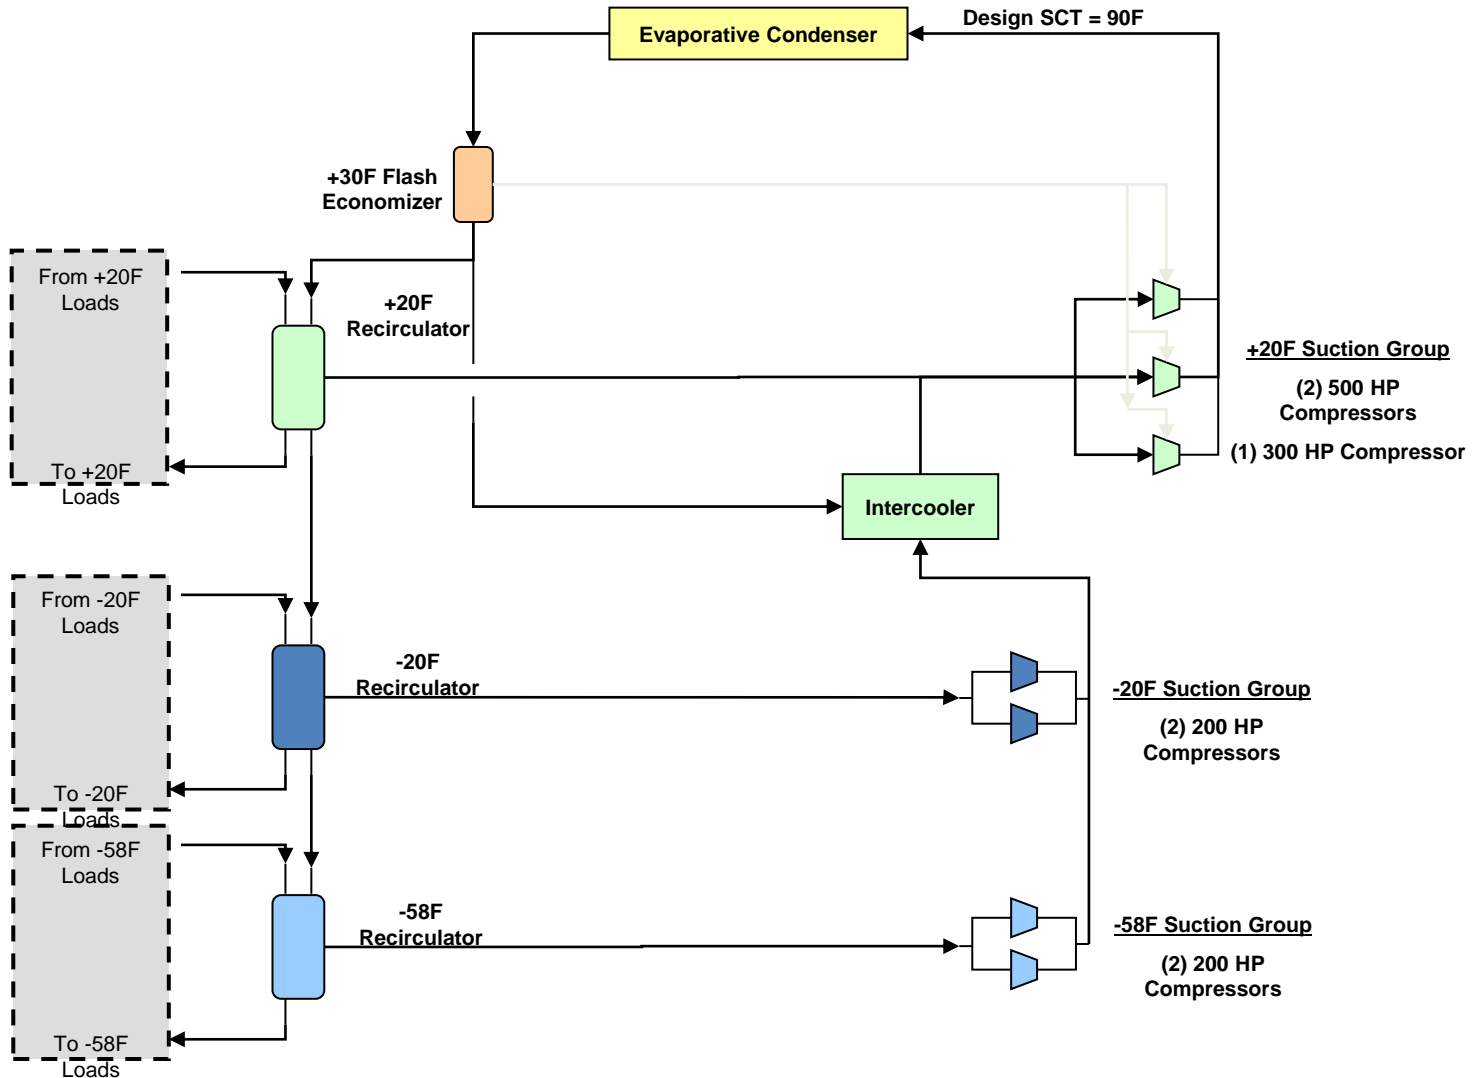 Design SCT = 90F
Evaporative Condenser
+30F Flash
Economizer
From +20F
Loads
+20F
Recirculator
To +20F
Loads
+20F Suction Group
(2) 500 HP
Compressors
(1) 300 HP Compressor
Intercooler
From -20F
Loads
-20F
Recirculator
To -20F
Loads
-20F Suction Group
(2) 200 HP
Compressors
From -58F
Loads
-58F
Recirculator
To -58F
Loads
-58F Suction Group
(2) 200 HP
Compressors